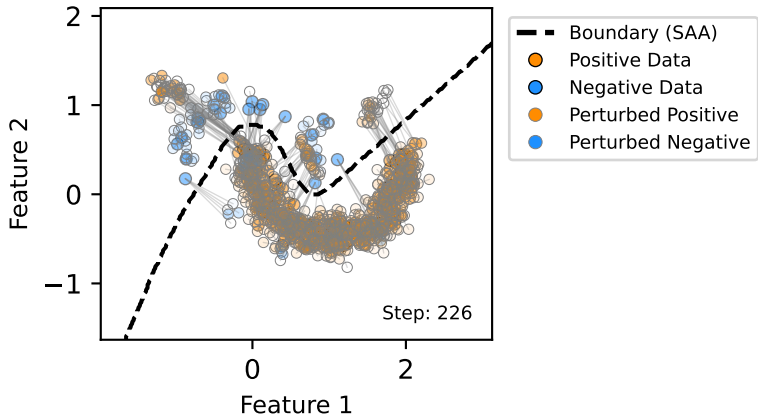 2
1
0
−1
Feature 2
0
2
Feature 1
Step: 226
Boundary (SAA)
Positive Data
Negative Data
Perturbed Positive
Perturbed Negative